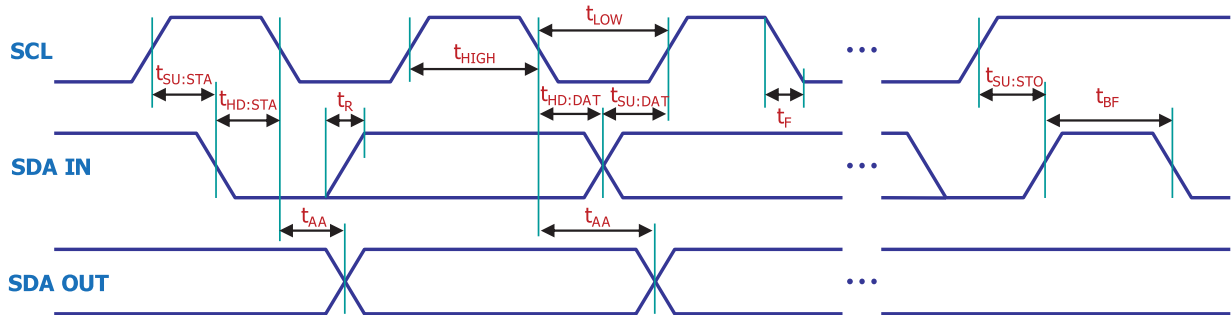 SCL
tSU:STA
tHD:STA
tR
tHIGH
tLOW
tHD:DAT
tSU:DAT
tF
•••
tSU:STO
tBF
SDA IN
•••
tAA
tAA
SDA OUT
•••